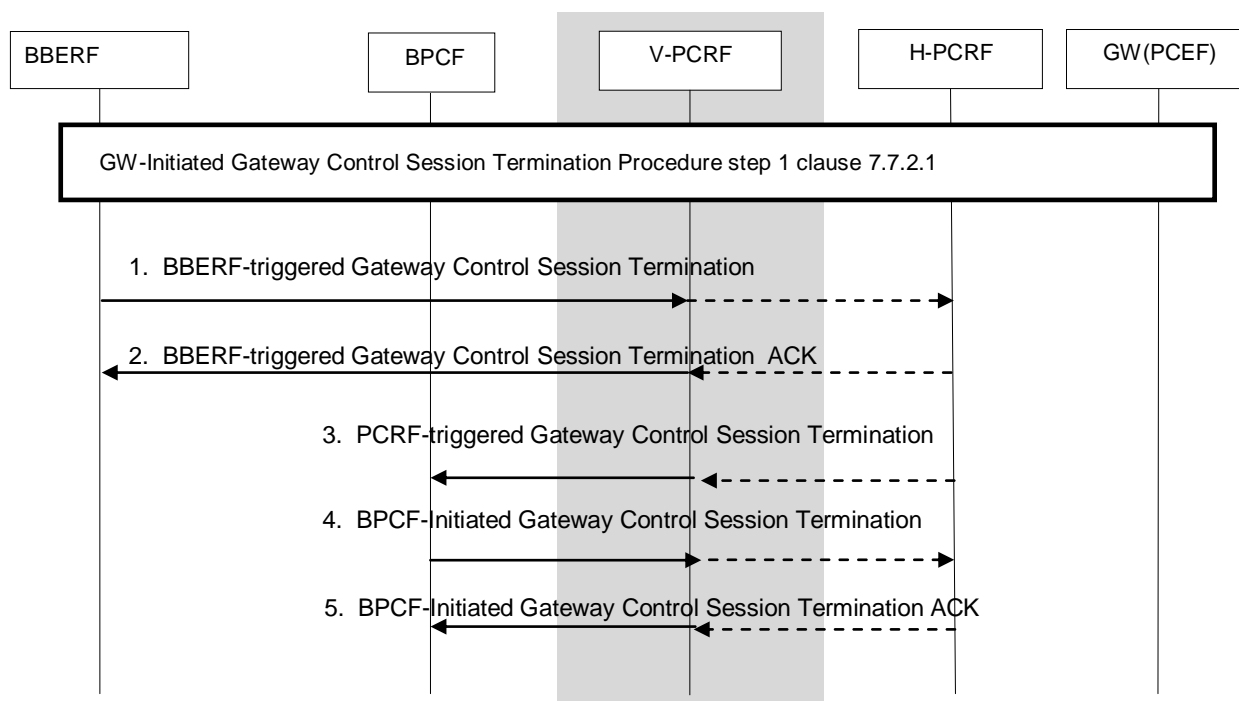 BBERF
BPCF
V-PCRF
H-PCRF
GW(PCEF)
GW-Initiated Gateway Control Session Termination Procedure step 1 clause 7.7.2.1
1. BBERF-triggered Gateway Control Session Termination
2. BBERF-triggered Gateway Control Session Termination ACK
3. PCRF-triggered Gateway Control Session Termination
4. BPCF-Initiated Gateway Control Session Termination
5. BPCF-Initiated Gateway Control Session Termination ACK